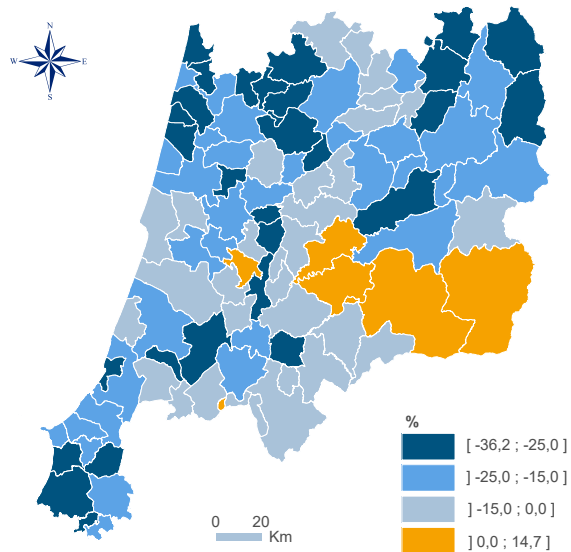 N
W E
S
%
[ -36,2 ; -25,0 ]
] -25,0 ; -15,0 ]
] -15,0 ; 0,0 ]
] 0,0 ; 14,7 ]
0 20
Km